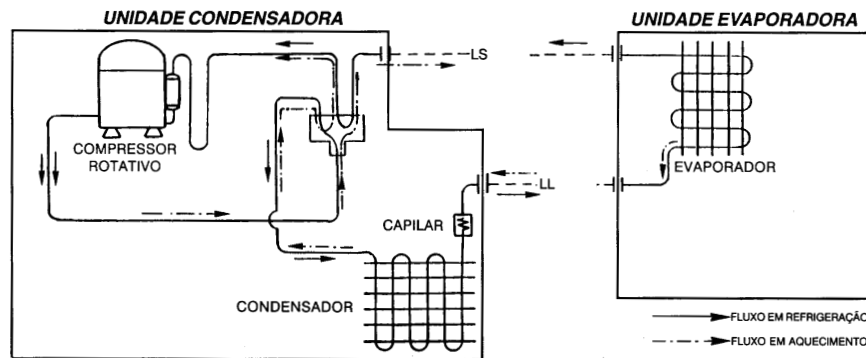 UNIDADE CONDENSADORA
UNIDADE EVAPORADORA
LS
COMPRESSOR
ROTATIVO
EVAPORADOR
LL
CAPILAR
CONDENSADOR
FLUXO EM REFRIGERAÇÃO
FLUXO EM AQUECIMENTO